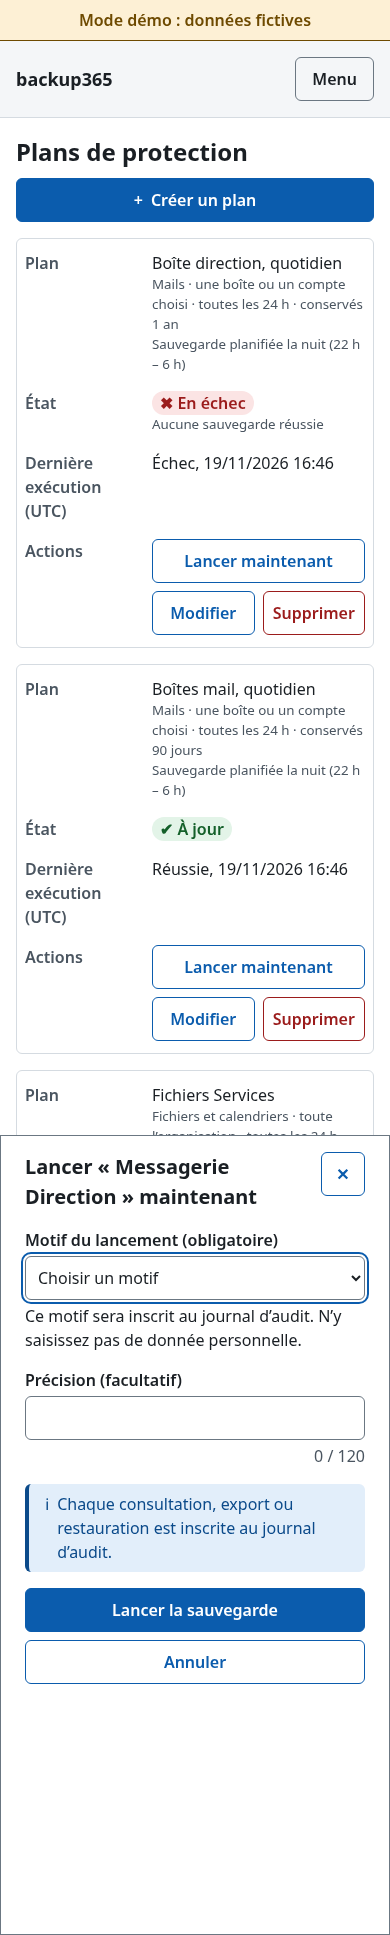 Mode démo : données fictives
backup365
Menu
Plans de protection
+ Créer un plan
Plan
Boîte direction, quotidien
Mails · une boîte ou un compte
choisi · toutes les 24 h · conservés
1 an
Sauvegarde planifiée la nuit (22 h
– 6 h)
État
✖ En échec
Aucune sauvegarde réussie
Dernière
exécution
(UTC)
Échec, 19/11/2026 16:46
Actions
Lancer maintenant
Modifier
Supprimer
Plan
Boîtes mail, quotidien
Mails · une boîte ou un compte
choisi · toutes les 24 h · conservés
90 jours
Sauvegarde planifiée la nuit (22 h
– 6 h)
État
✔ À jour
Dernière
exécution
(UTC)
Réussie, 19/11/2026 16:46
Actions
Lancer maintenant
Modifier
Supprimer
Plan
Fichiers Services
Fichiers et calendriers · toute
l’organisation · toutes les 24 h ·
Lancer « Messagerie
Direction » maintenant
✕
Motif du lancement (obligatoire)
Choisir un motif
Ce motif sera inscrit au journal d’audit. N’y
saisissez pas de donnée personnelle.
Précision (facultatif)
0 / 120
i Chaque consultation, export ou
restauration est inscrite au journal
d’audit.
Lancer la sauvegarde
Annuler